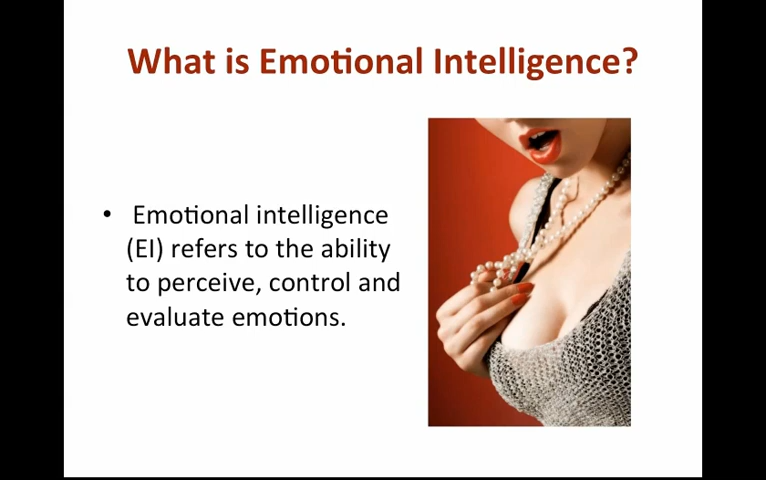 What is Emotional Intelligence?
• Emotional intelligence
(EI) refers to the ability
to perceive, control and
evaluate emotions.